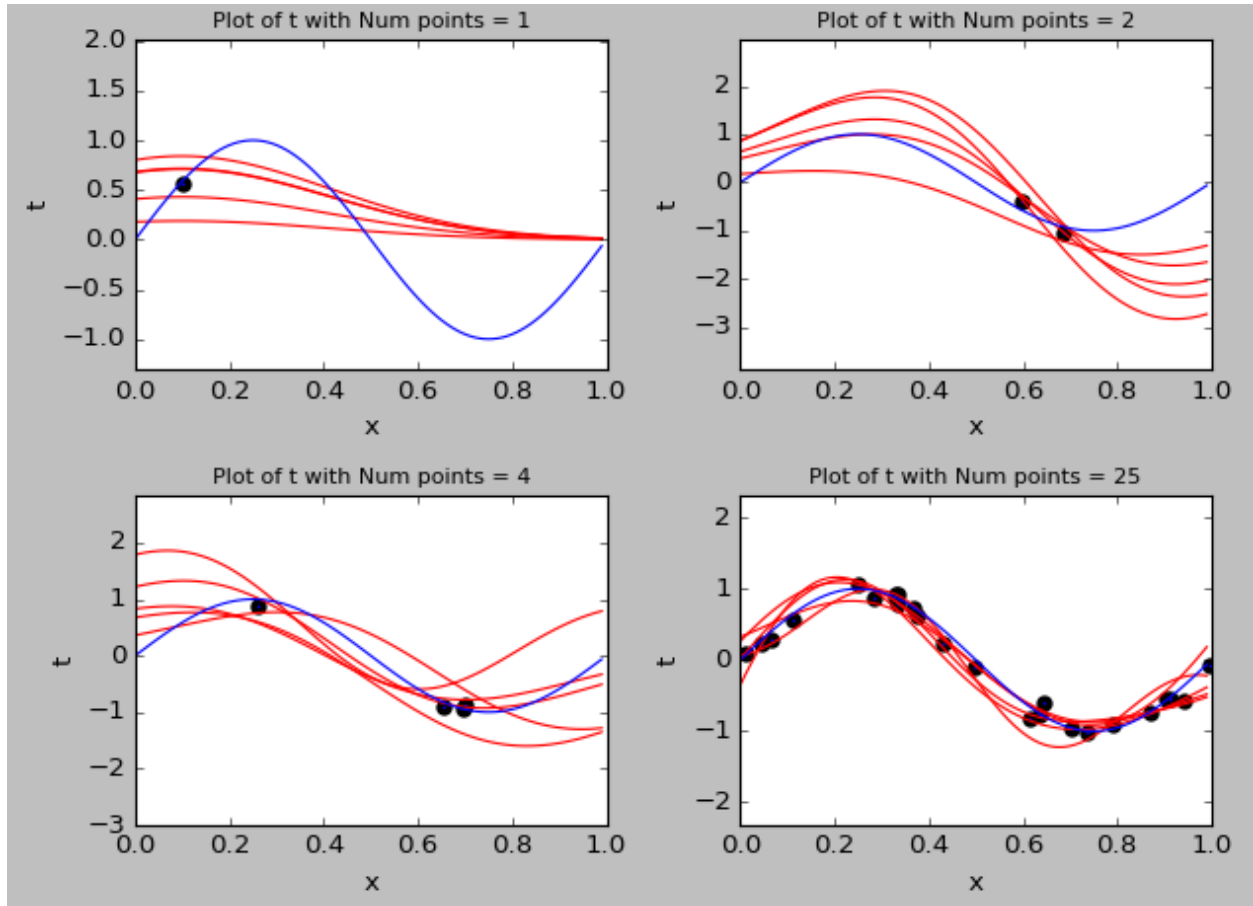 Plot of t with Num points = 1
2.0
1.5
1.0
0.5
0.0
−0.5
−1.0
t
0.0 0.2 0.4 0.6 0.8 1.0
x
Plot of t with Num points = 2
2
1
0
−1
−2
−3
t
0.0 0.2 0.4 0.6 0.8 1.0
x
Plot of t with Num points = 4
2
1
0
−1
−2
−3
t
0.0 0.2 0.4 0.6 0.8 1.0
x
Plot of t with Num points = 25
2
1
0
−1
−2
t
0.0 0.2 0.4 0.6 0.8 1.0
x